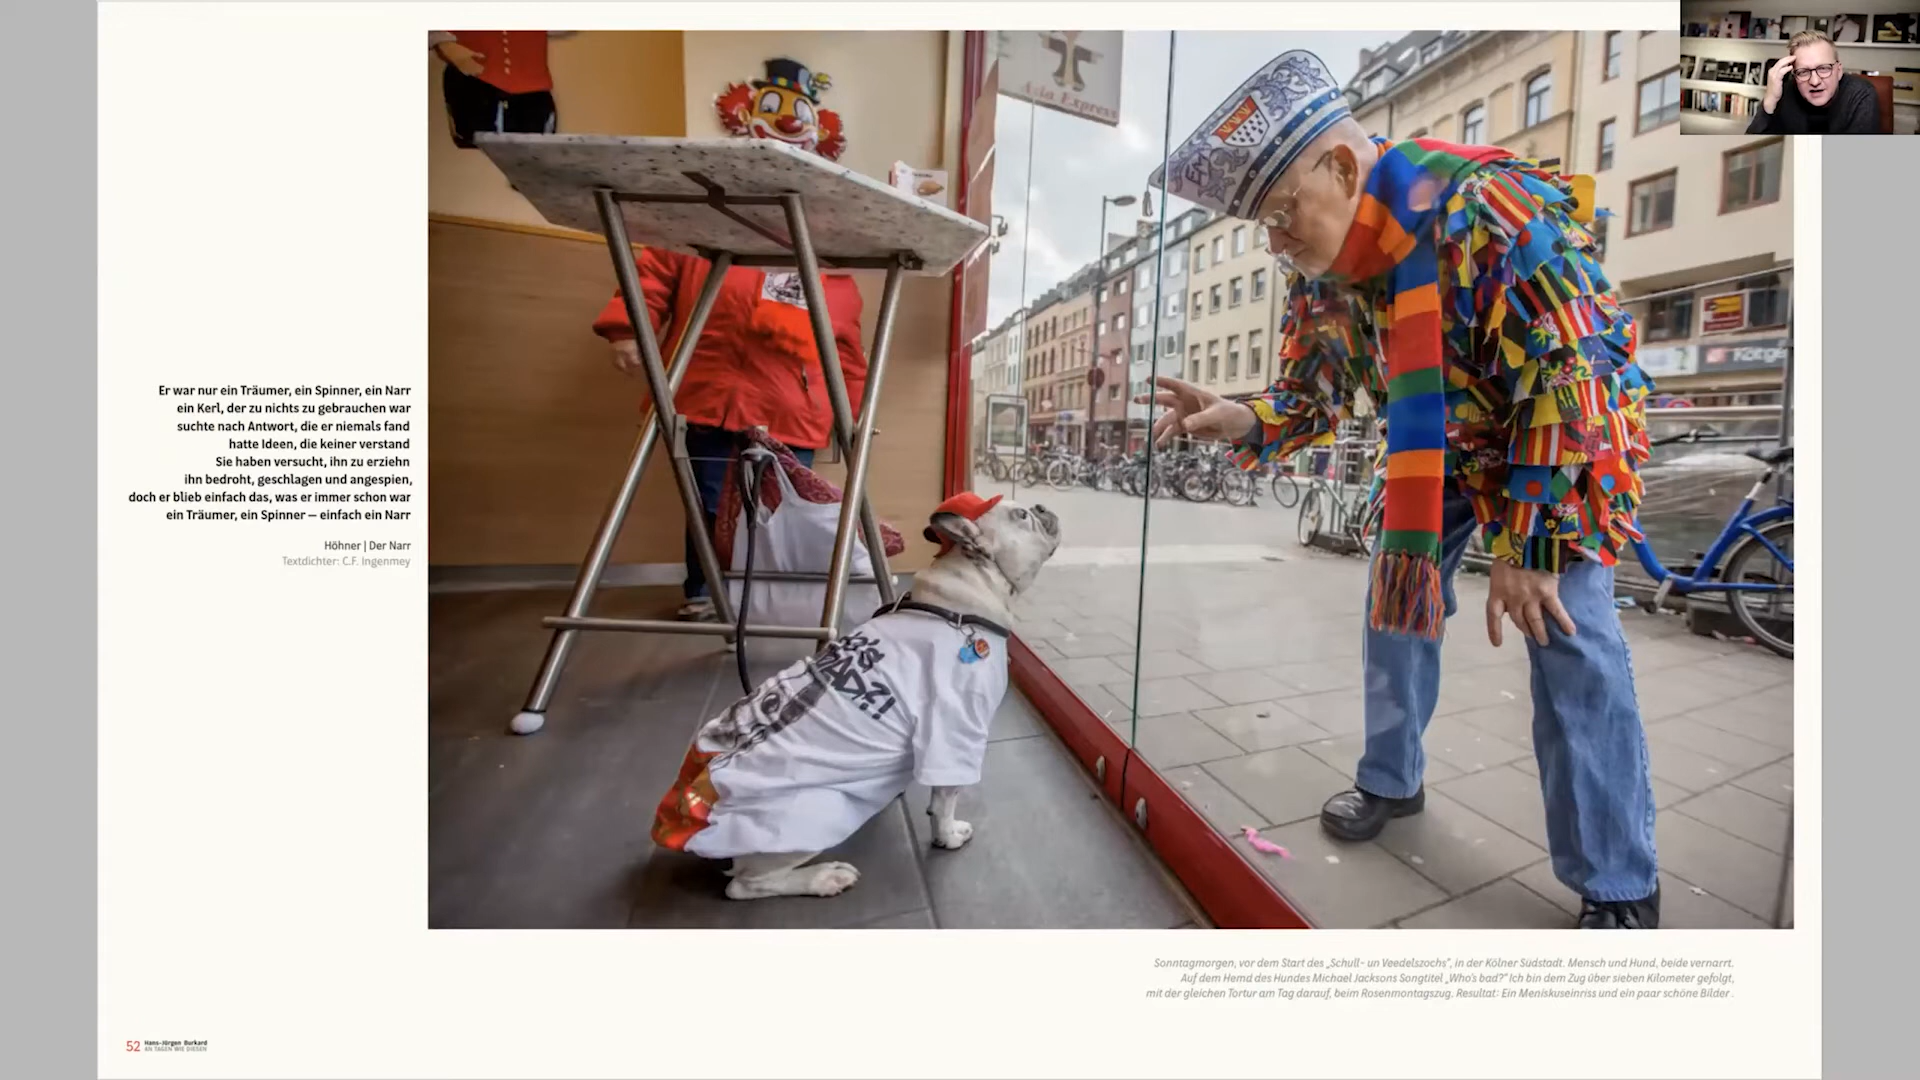 Er war nur ein Träumer, ein Spinner, ein Narr
ein Kerl, der zu nichts zu gebrauchen war
suchte nach Antwort, die er niemals fand
hatte Ideen, die keiner verstand
Sie haben versucht, ihn zu erziehn
ihn bedroht, geschlagen und angespien,
doch er blieb einfach das, was er immer schon war
ein Träumer, ein Spinner — einfach ein Narr
Höhner | Der Narr
Textdichter: C.F. Ingenmey
Asia Express
BAD?!
Sonntagmorgen, vor dem Start des „Schull- un Veedelszochs“, in der Kölner Südstadt. Mensch und Hund, beide vernarrt.
Auf dem Hemd des Hundes Michael Jacksons Songtitel „Who's bad?“ Ich bin dem Zug über sieben Kilometer gefolgt,
mit der gleichen Tortur am Tag darauf, beim Rosenmontagszug. Resultat: Ein Meniskuseinriss und ein paar schöne Bilder .
52 Hans-Jürgen Burkard
AN TAGEN WIE DIESEN